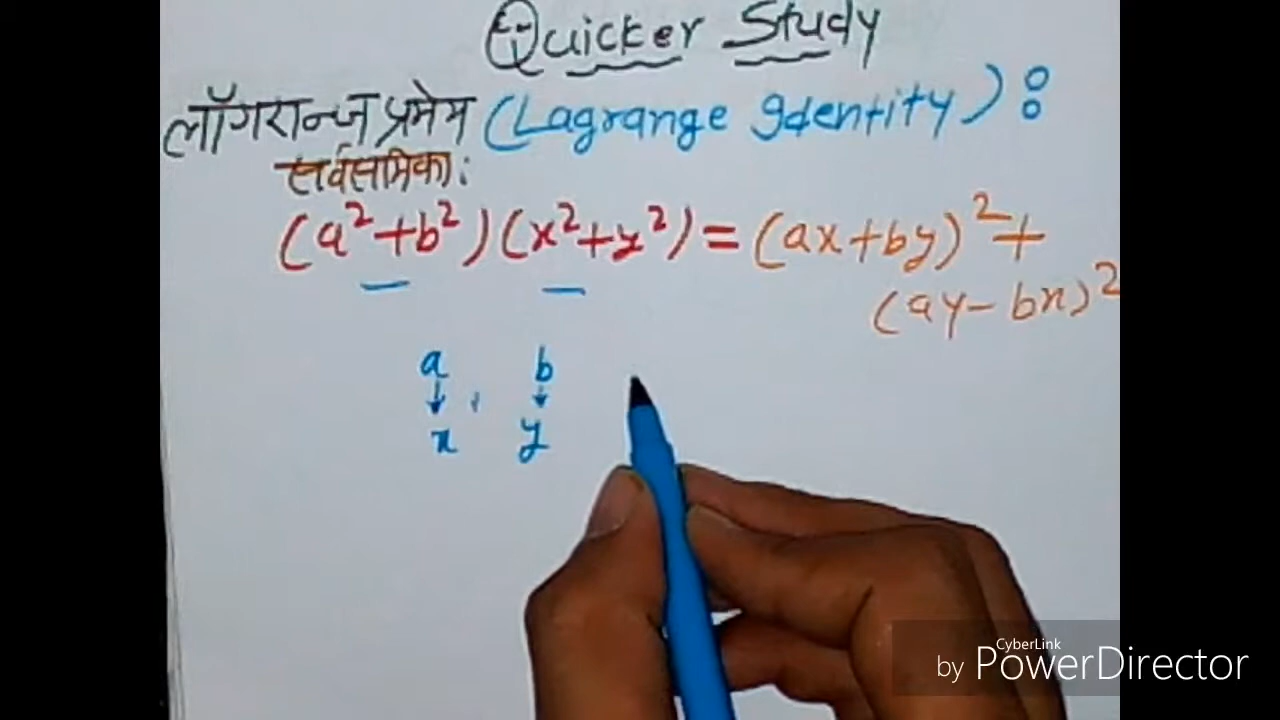 Quicker Study
लॉगरान्ज प्रमेय (Lagrange Identity) :
सर्वसमिका :
(a²+b²)(x²+y²) = (ax+by)²+
(ay-bx)²
a b
↓ , ↓
x y
CyberLink
by PowerDirector